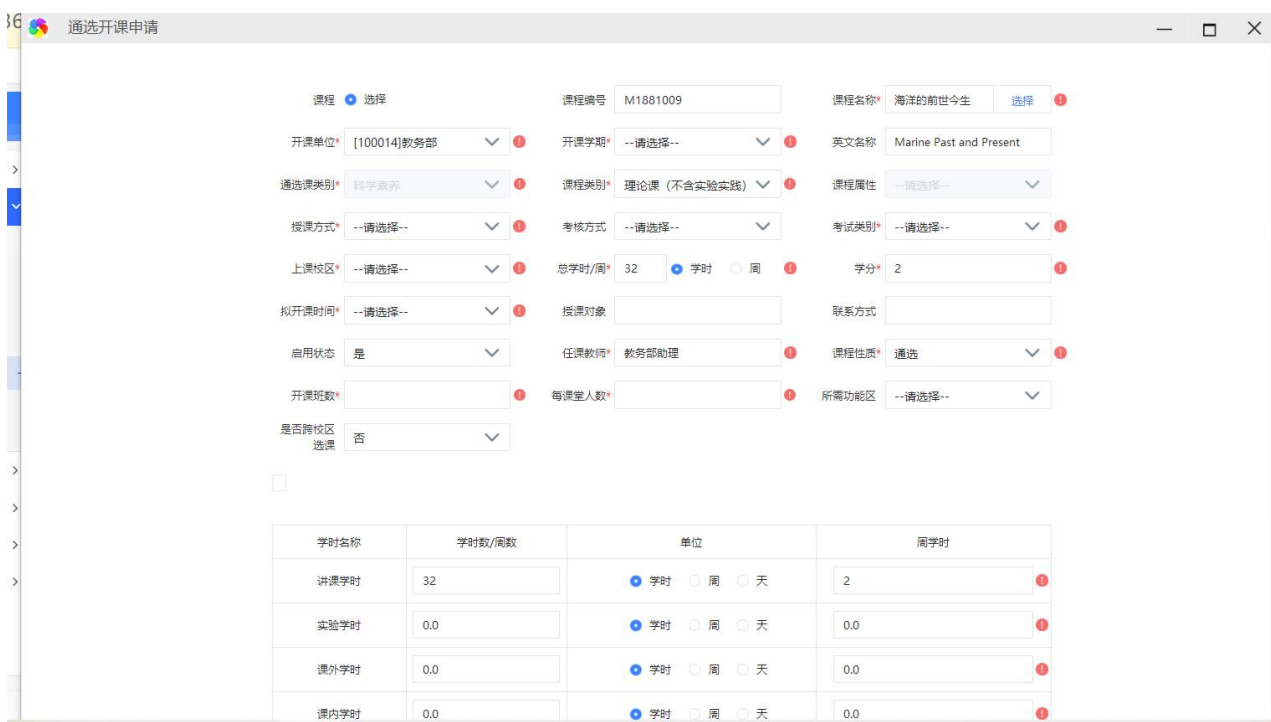 36
通选开课申请
课程 选择 课程编号 M1881009 课程名称* 海洋的前世今生 选择
开课单位* [100014]教务部 开课学期* --请选择-- 英文名称 Marine Past and Present
通选课类别* 科学素养 课程类别* 理论课（不含实验实践） 课程属性 --请选择--
授课方式* --请选择-- 考核方式 --请选择-- 考试类别* --请选择--
上课校区* --请选择-- 总学时/周* 32 学时 周 学分* 2
拟开课时间* --请选择-- 授课对象 联系方式
启用状态 是 任课教师* 教务部助理 课程性质* 通选
开课班数* 每课堂人数* 所需功能区 --请选择--
是否跨校区
选课 否
学时名称 学时数/周数 单位 周学时
讲课学时 32 学时 周 天 2
实验学时 0.0 学时 周 天 0.0
课外学时 0.0 学时 周 天 0.0
课内学时 0.0 学时 周 天 0.0